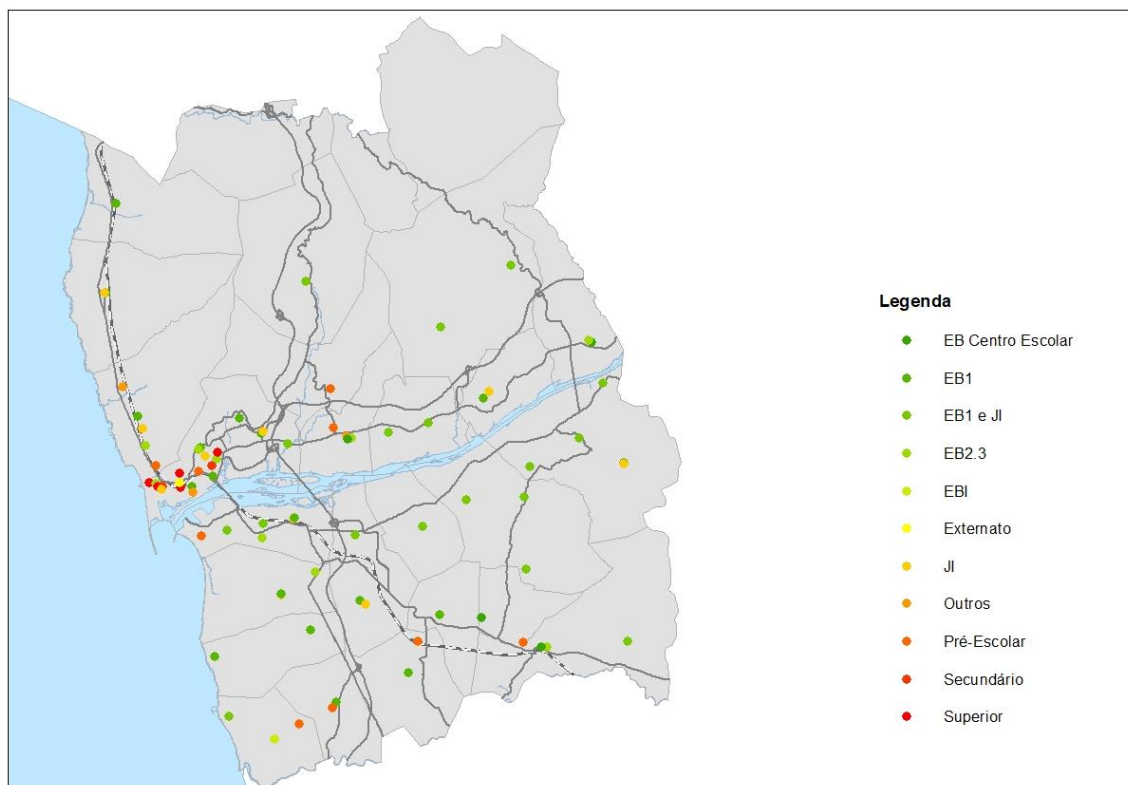 Legenda
EB Centro Escolar
EB1
EB1 e JI
EB2.3
EBI
Externato
JI
Outros
Pré-Escolar
Secundário
Superior